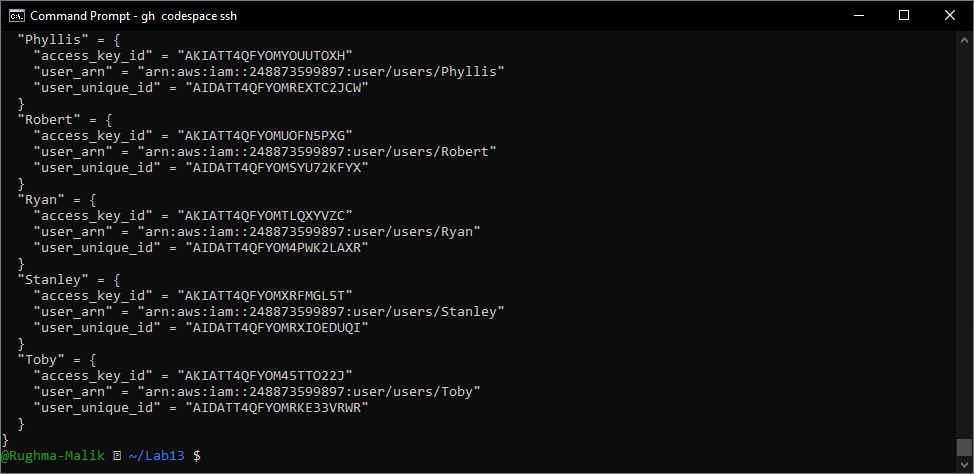 Command Prompt - gh  codespace ssh
  "Phyllis" = {
    "access_key_id" = "AKIATT4QFYOMYOUUTOXH"
    "user_arn" = "arn:aws:iam::248873599897:user/users/Phyllis"
    "user_unique_id" = "AIDATT4QFYOMREXTC2JCW"
  }
  "Robert" = {
    "access_key_id" = "AKIATT4QFYOMUOFN5PXG"
    "user_arn" = "arn:aws:iam::248873599897:user/users/Robert"
    "user_unique_id" = "AIDATT4QFYOMSYU72KFYX"
  }
  "Ryan" = {
    "access_key_id" = "AKIATT4QFYOMTLQXYVZC"
    "user_arn" = "arn:aws:iam::248873599897:user/users/Ryan"
    "user_unique_id" = "AIDATT4QFYOM4PWK2LAXR"
  }
  "Stanley" = {
    "access_key_id" = "AKIATT4QFYOMXRFMGL5T"
    "user_arn" = "arn:aws:iam::248873599897:user/users/Stanley"
    "user_unique_id" = "AIDATT4QFYOMRXIOEDUQI"
  }
  "Toby" = {
    "access_key_id" = "AKIATT4QFYOM45TTO22J"
    "user_arn" = "arn:aws:iam::248873599897:user/users/Toby"
    "user_unique_id" = "AIDATT4QFYOMRKE33VRWR"
  }
}
@Rughma-Malik ~/Lab13 $